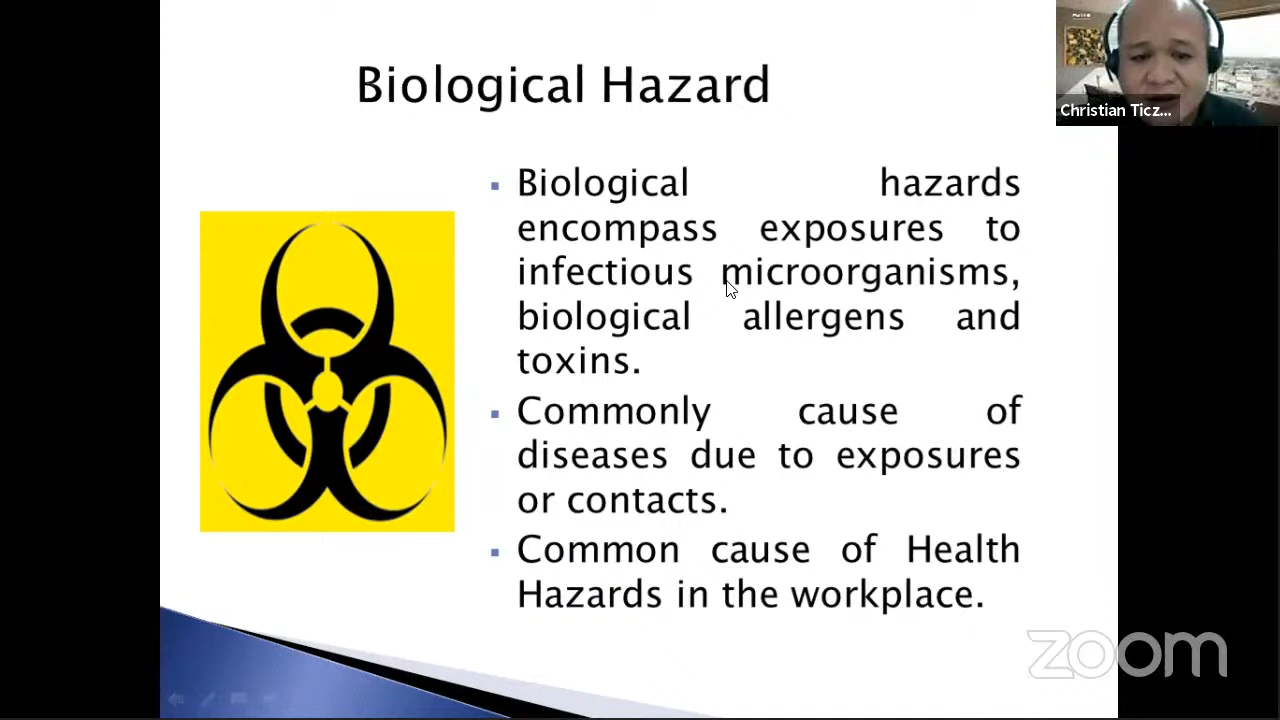 Biological Hazard
Christian Ticz...
Biological hazards
encompass exposures to
infectious microorganisms,
biological allergens and
toxins.
Commonly cause of
diseases due to exposures
or contacts.
Common cause of Health
Hazards in the workplace.
zoom